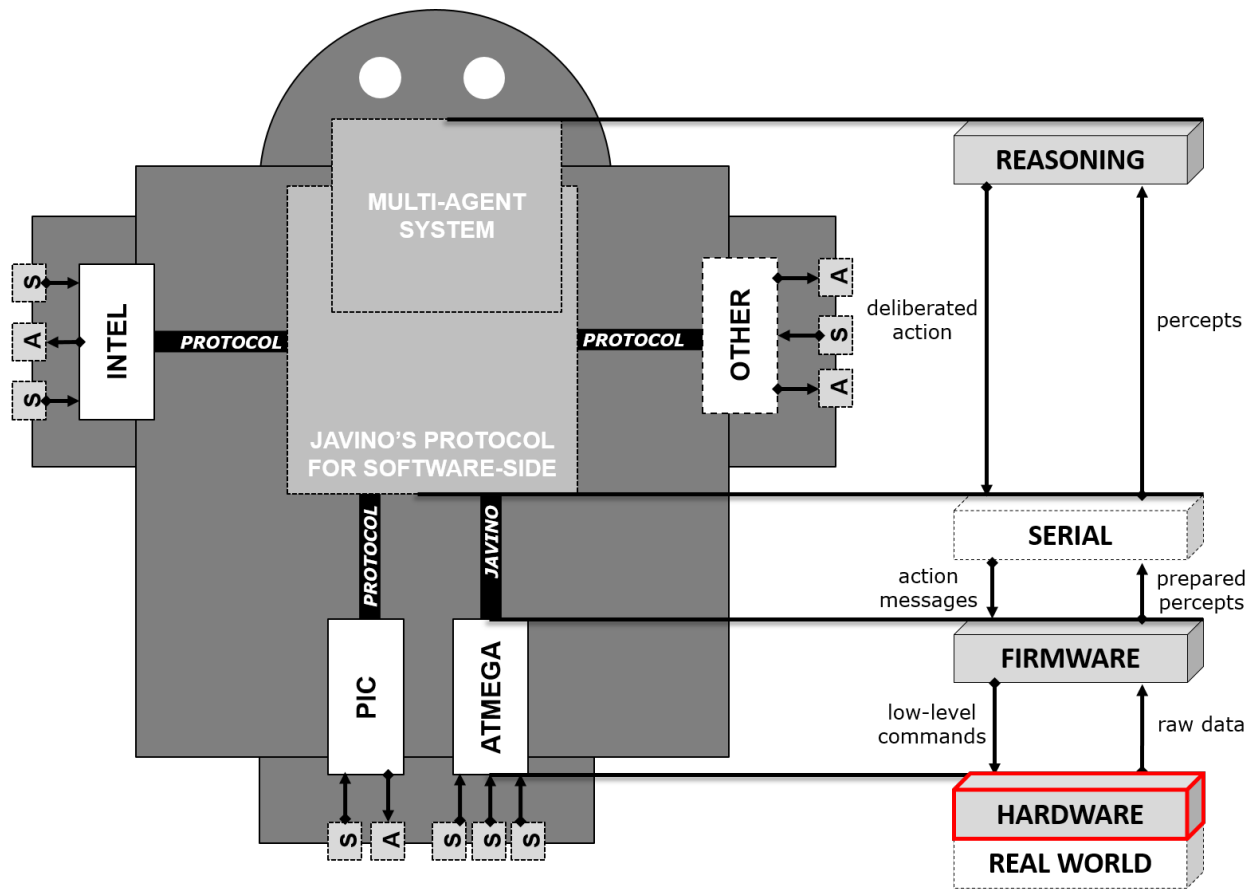 REASONING
MULTI-AGENT
SYSTEM
S
A
S
INTEL
PROTOCOL
PROTOCOL
OTHER
A
S
A
deliberated
action
percepts
JAVINO'S PROTOCOL
FOR SOFTWARE-SIDE
SERIAL
PROTOCOL
JAVINO
action
messages
prepared
percepts
FIRMWARE
PIC
ATMEGA
low-level
commands
raw data
HARDWARE
S
A
S
S
S
REAL WORLD